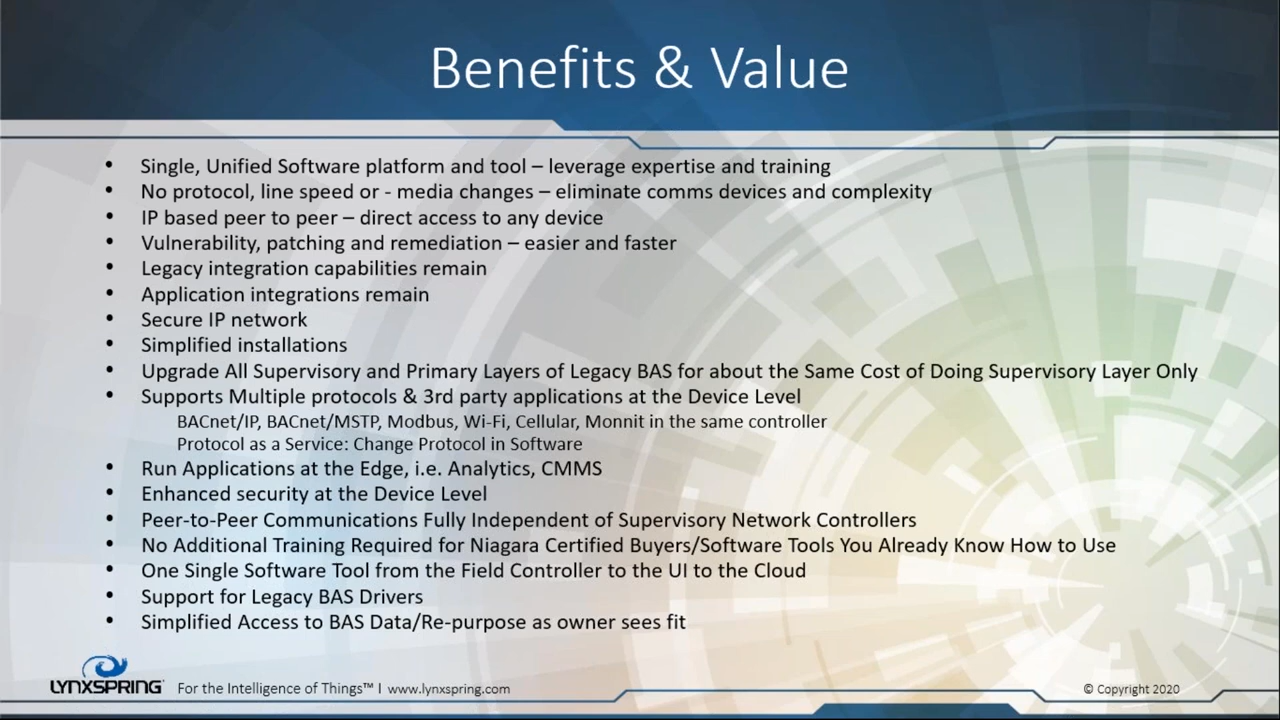 Benefits & Value
• Single, Unified Software platform and tool – leverage expertise and training
• No protocol, line speed or - media changes – eliminate comms devices and complexity
• IP based peer to peer – direct access to any device
• Vulnerability, patching and remediation – easier and faster
• Legacy integration capabilities remain
• Application integrations remain
• Secure IP network
• Simplified installations
• Upgrade All Supervisory and Primary Layers of Legacy BAS for about the Same Cost of Doing Supervisory Layer Only
• Supports Multiple protocols & 3rd party applications at the Device Level
BACnet/IP, BACnet/MSTP, Modbus, Wi-Fi, Cellular, Monnit in the same controller
Protocol as a Service: Change Protocol in Software
• Run Applications at the Edge, i.e. Analytics, CMMS
• Enhanced security at the Device Level
• Peer-to-Peer Communications Fully Independent of Supervisory Network Controllers
• No Additional Training Required for Niagara Certified Buyers/Software Tools You Already Know How to Use
• One Single Software Tool from the Field Controller to the UI to the Cloud
• Support for Legacy BAS Drivers
• Simplified Access to BAS Data/Re-purpose as owner sees fit
LYNXSPRING For the Intelligence of Things™ | www.lynxspring.com © Copyright 2020